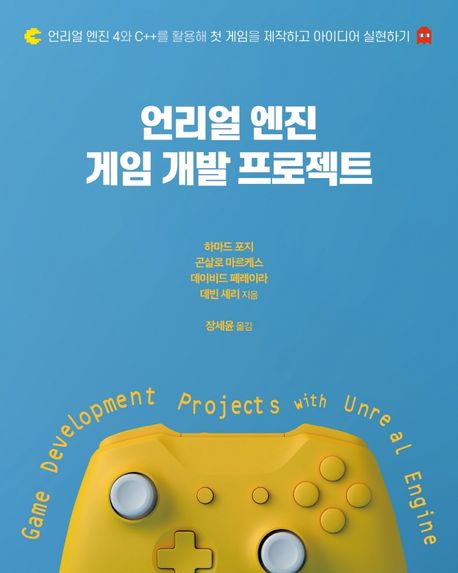 언리얼 엔진 4와 C++를 활용해 첫 게임을 제작하고 아이디어 실현하기
언리얼 엔진
게임 개발 프로젝트
하마드 포지
곤살로 마르케스
데이비드 페레이라
데빈 셰리 지음
장세윤 옮김
Game Development Projects with Unreal Engine